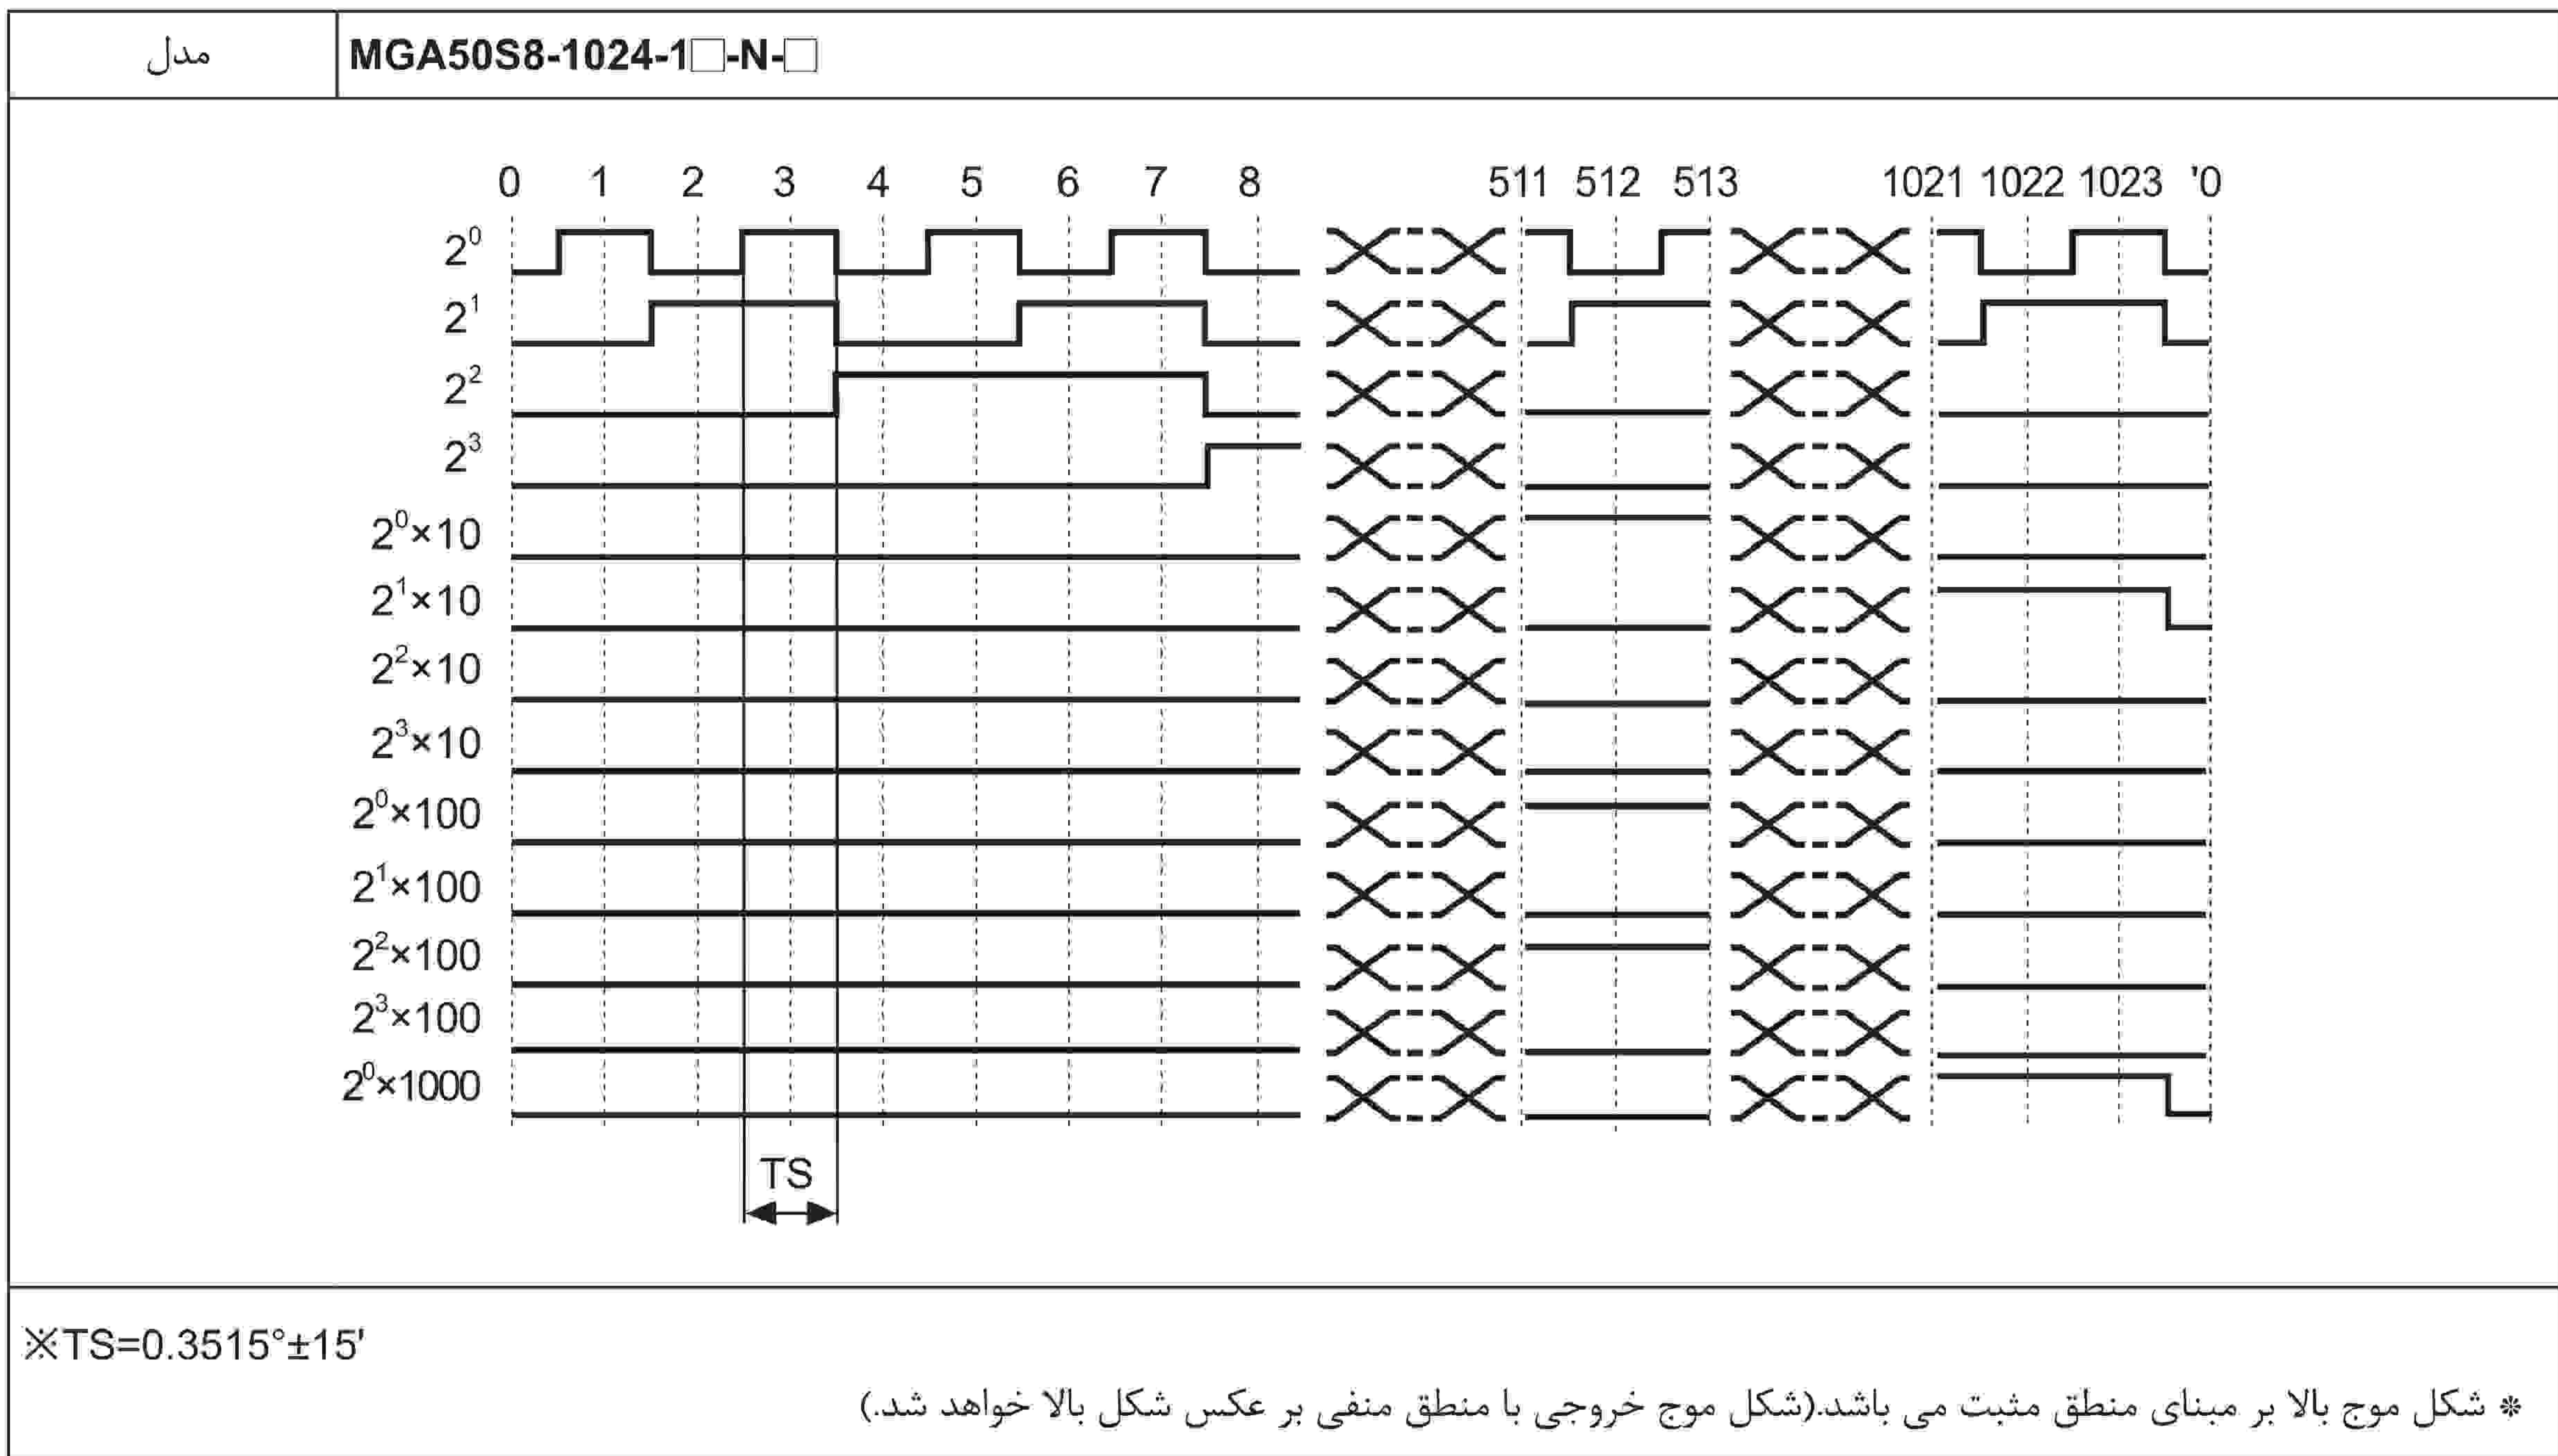 مدل
MGA50S8-1024-1□-N-□
0 1 2 3 4 5 6 7 8 511 512 513 1021 1022 1023 '0
2⁰
2¹
2²
2³
2⁰×10
2¹×10
2²×10
2³×10
2⁰×100
2¹×100
2²×100
2³×100
2⁰×1000
TS
※TS=0.3515°±15'
* شکل موج بالا بر مبنای منطق مثبت می باشد.(شکل موج خروجی با منطق منفی بر عکس شکل بالا خواهد شد.)